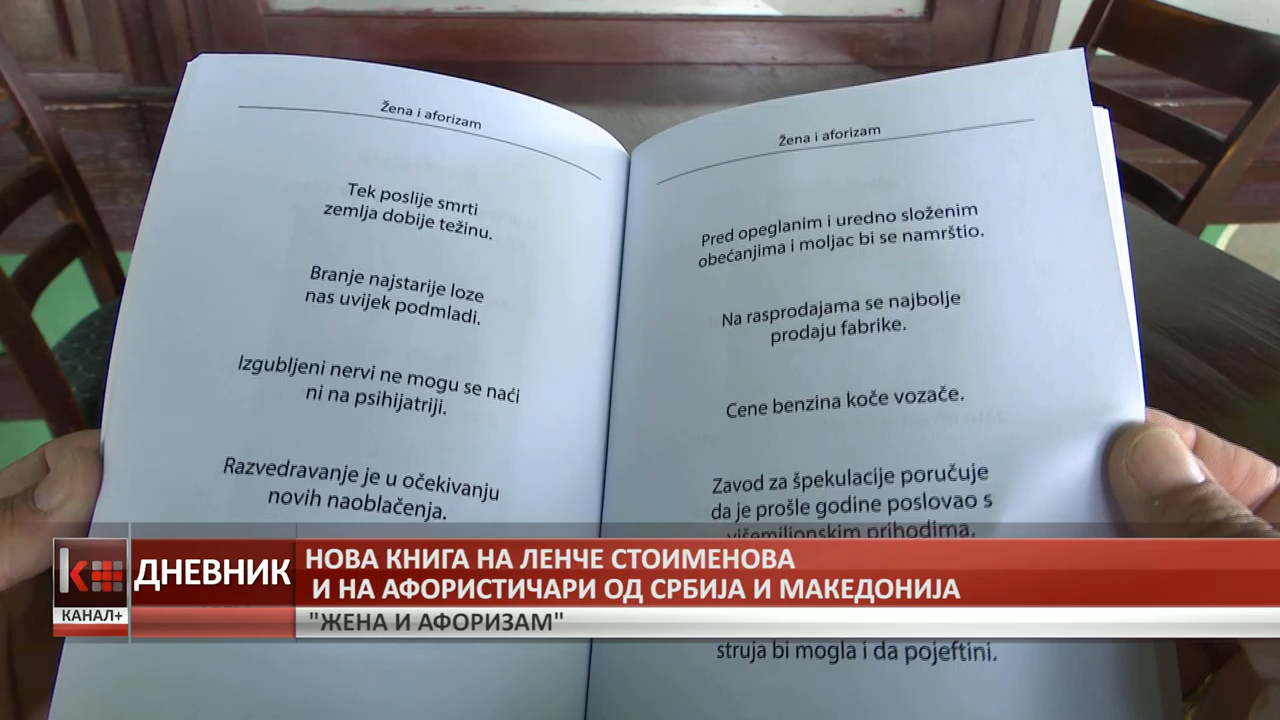 Žena i aforizam
Tek poslije smrti
zemlja dobije težinu.
Branje najstarije loze
nas uvijek podmladi.
Izgubljeni nervi ne mogu se naći
ni na psihijatriji.
Razvedravanje je u očekivanju
novih naoblačenja.
Žena i aforizam
Pred opeglanim i uredno složenim
obećanjima i moljac bi se namrštio.
Na rasprodajama se najbolje
prodaju fabrike.
Cene benzina koče vozače.
Zavod za špekulacije poručuje
da je prošle godine poslovao s
višemilionskim prihodima.
struja bi mogla i da pojeftini.
К
КАНАЛ+
ДНЕВНИК
НОВА КНИГА НА ЛЕНЧЕ СТОИМЕНОВА
И НА АФОРИСТИЧАРИ ОД СРБИЈА И МАКЕДОНИЈА
"ЖЕНА И АФОРИЗАМ"